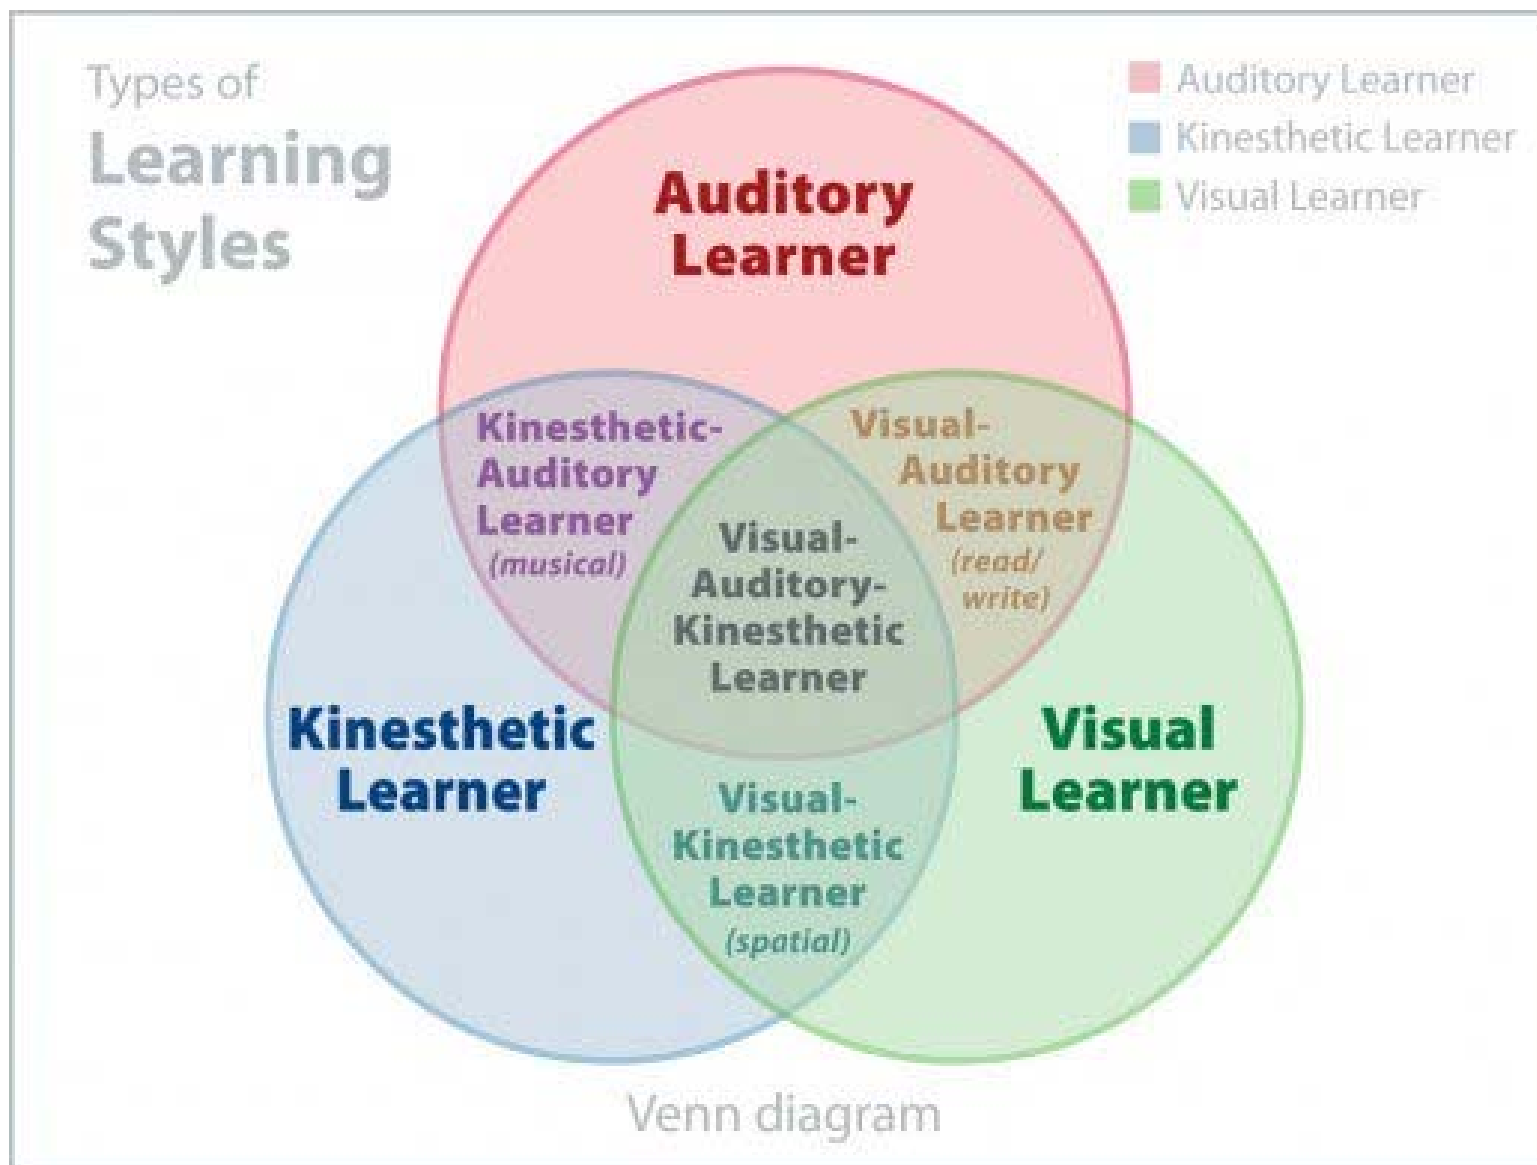 Types of
Learning
Styles
Auditory Learner
Kinesthetic Learner
Visual Learner
Auditory
Learner
Kinesthetic-
Auditory
Learner
(musical)
Visual-
Auditory
Learner
(read/
write)
Visual-
Auditory-
Kinesthetic
Learner
Kinesthetic
Learner
Visual
Learner
Visual-
Kinesthetic
Learner
(spatial)
Venn diagram